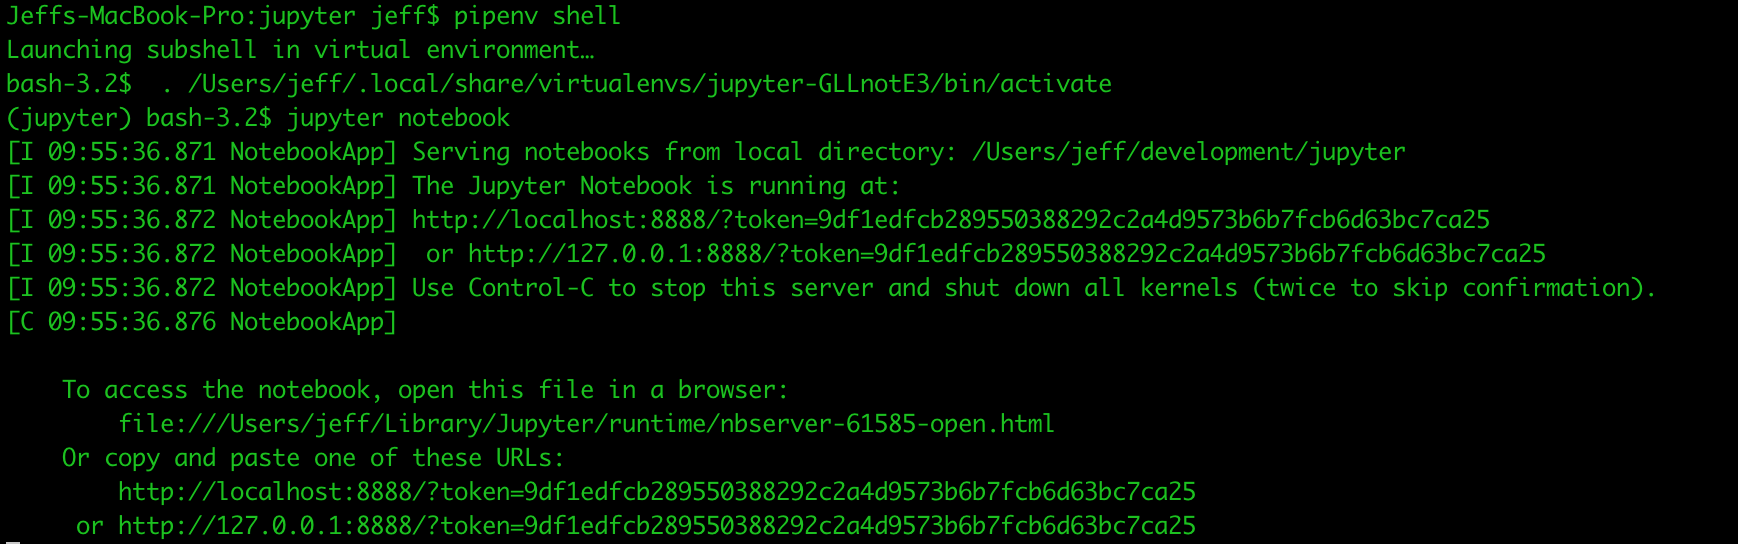 Jeffs-MacBook-Pro:jupyter jeff$ pipenv shell
Launching subshell in virtual environment…
bash-3.2$  . /Users/jeff/.local/share/virtualenvs/jupyter-GLLnotE3/bin/activate
(jupyter) bash-3.2$ jupyter notebook
[I 09:55:36.871 NotebookApp] Serving notebooks from local directory: /Users/jeff/development/jupyter
[I 09:55:36.871 NotebookApp] The Jupyter Notebook is running at:
[I 09:55:36.872 NotebookApp] http://localhost:8888/?token=9df1edfcb289550388292c2a4d9573b6b7fcb6d63bc7ca25
[I 09:55:36.872 NotebookApp]  or http://127.0.0.1:8888/?token=9df1edfcb289550388292c2a4d9573b6b7fcb6d63bc7ca25
[I 09:55:36.872 NotebookApp] Use Control-C to stop this server and shut down all kernels (twice to skip confirmation).
[C 09:55:36.876 NotebookApp]
To access the notebook, open this file in a browser:
file:///Users/jeff/Library/Jupyter/runtime/nbserver-61585-open.html
Or copy and paste one of these URLs:
http://localhost:8888/?token=9df1edfcb289550388292c2a4d9573b6b7fcb6d63bc7ca25
or http://127.0.0.1:8888/?token=9df1edfcb289550388292c2a4d9573b6b7fcb6d63bc7ca25